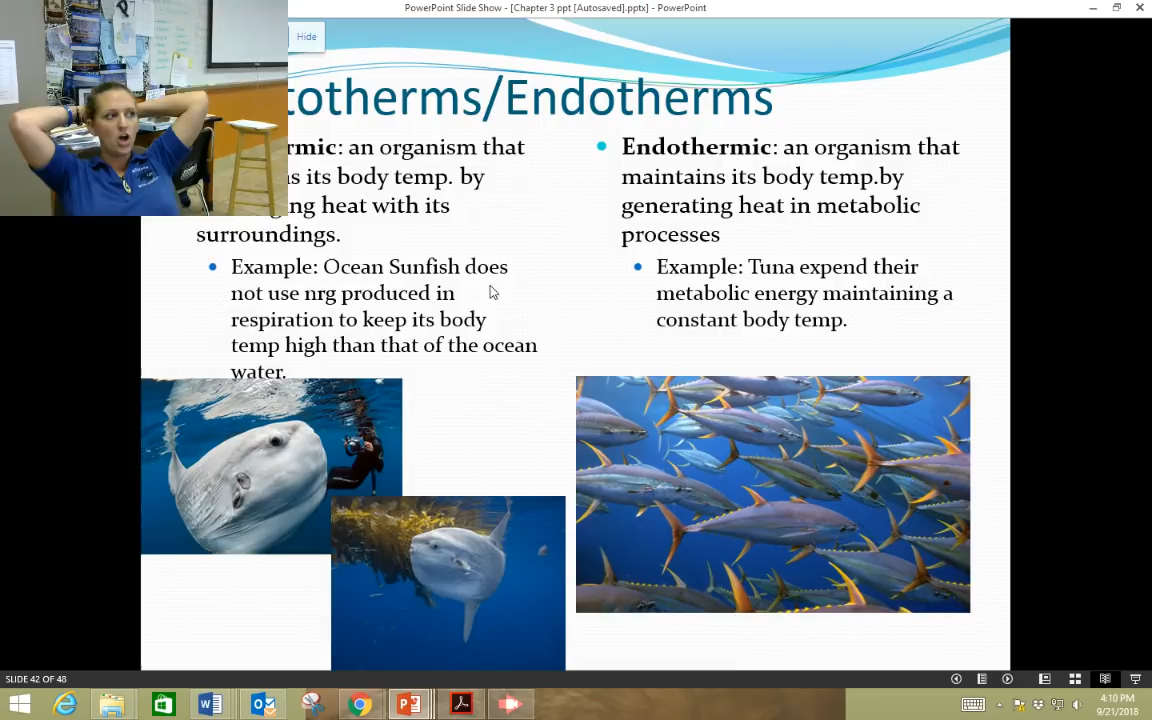 PowerPoint Slide Show - [Chapter 3 ppt [Autosaved].pptx] - PowerPoint
Hide
totherms/Endotherms
rmic: an organism that
s its body temp. by
ging heat with its
surroundings.
Example: Ocean Sunfish does
not use nrg produced in
respiration to keep its body
temp high than that of the ocean
water.
Endothermic: an organism that
maintains its body temp.by
generating heat in metabolic
processes
Example: Tuna expend their
metabolic energy maintaining a
constant body temp.
SLIDE 42 OF 48
4:10 PM
9/21/2018